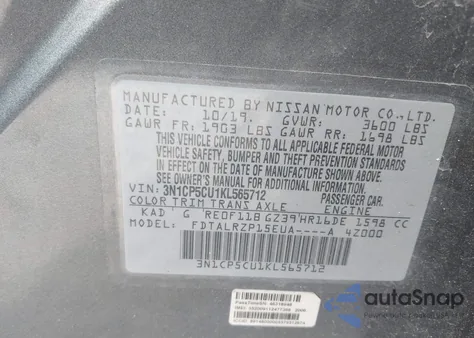 MANUFACTURED BY NISSAN MOTOR CO.,LTD.
DATE: 10/19. GVWR: 3600 LBS
GAWR FR: 1903 LBS GAWR RR: 1698 LBS
THIS VEHICLE CONFORMS TO ALL APPLICABLE FEDERAL MOTOR
VEHICLE SAFETY, BUMPER AND THEFT PREVENTION STANDARDS
IN EFFECT ON THE DATE OF MANUFACTURE SHOWN ABOVE.
SEE OWNER'S MANUAL FOR ADDITIONAL INFORMATION.
VIN: 3N1CP5CU1KL565712 PASSENGER CAR
COLOR TRIM TRANS AXLE ENGINE
KAD G RE0F11B GZ39 HR16DE 1598 CC
FDTALRZP15EUA----A 4Z000
3N1CP5CU1KL565712
autoSnap